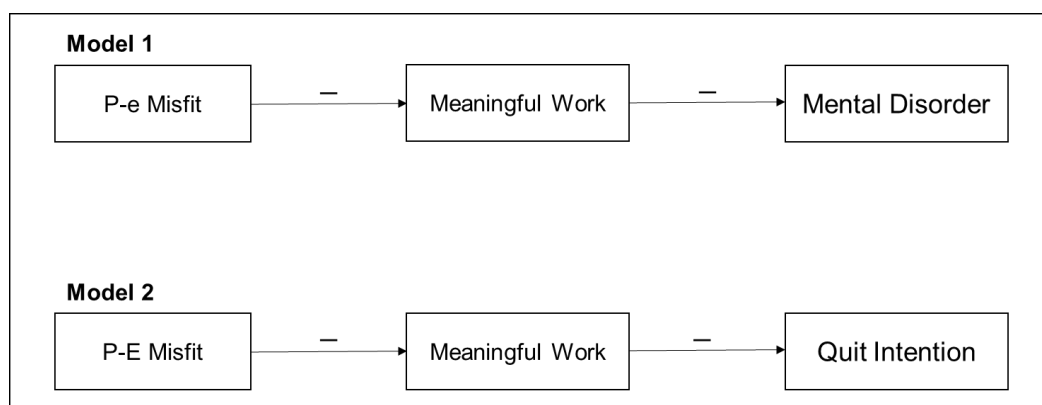 Model 1
P-e Misfit
–
Meaningful Work
–
Mental Disorder
Model 2
P-E Misfit
–
Meaningful Work
–
Quit Intention